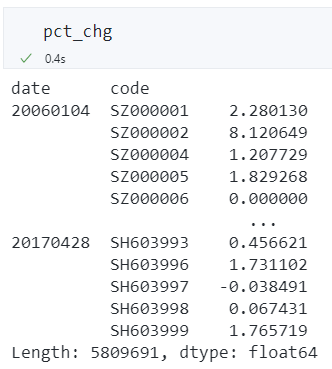 pct_chg
✓ 0.4s
date code
20060104 SZ000001 2.280130
SZ000002 8.120649
SZ000004 1.207729
SZ000005 1.829268
SZ000006 0.000000
...
20170428 SH603993 0.456621
SH603996 1.731102
SH603997 -0.038491
SH603998 0.067431
SH603999 1.765719
Length: 5809691, dtype: float64